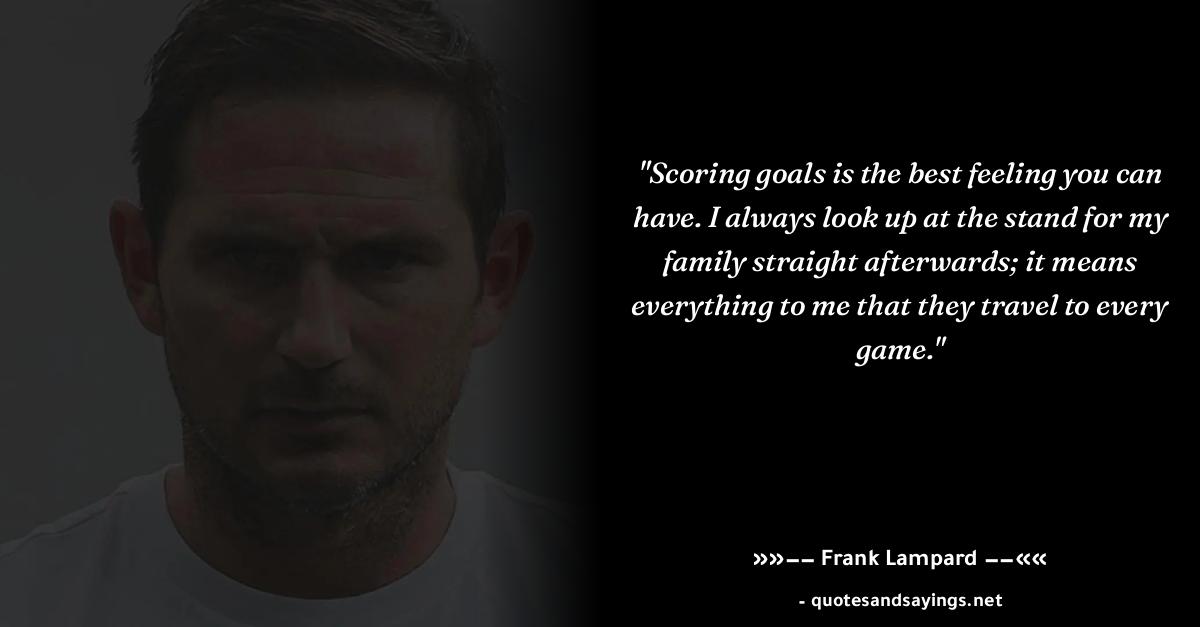 "Scoring goals is the best feeling you can
have. I always look up at the stand for my
family straight afterwards; it means
everything to me that they travel to every
game."
»»−− Frank Lampard −−««
- quotesandsayings.net